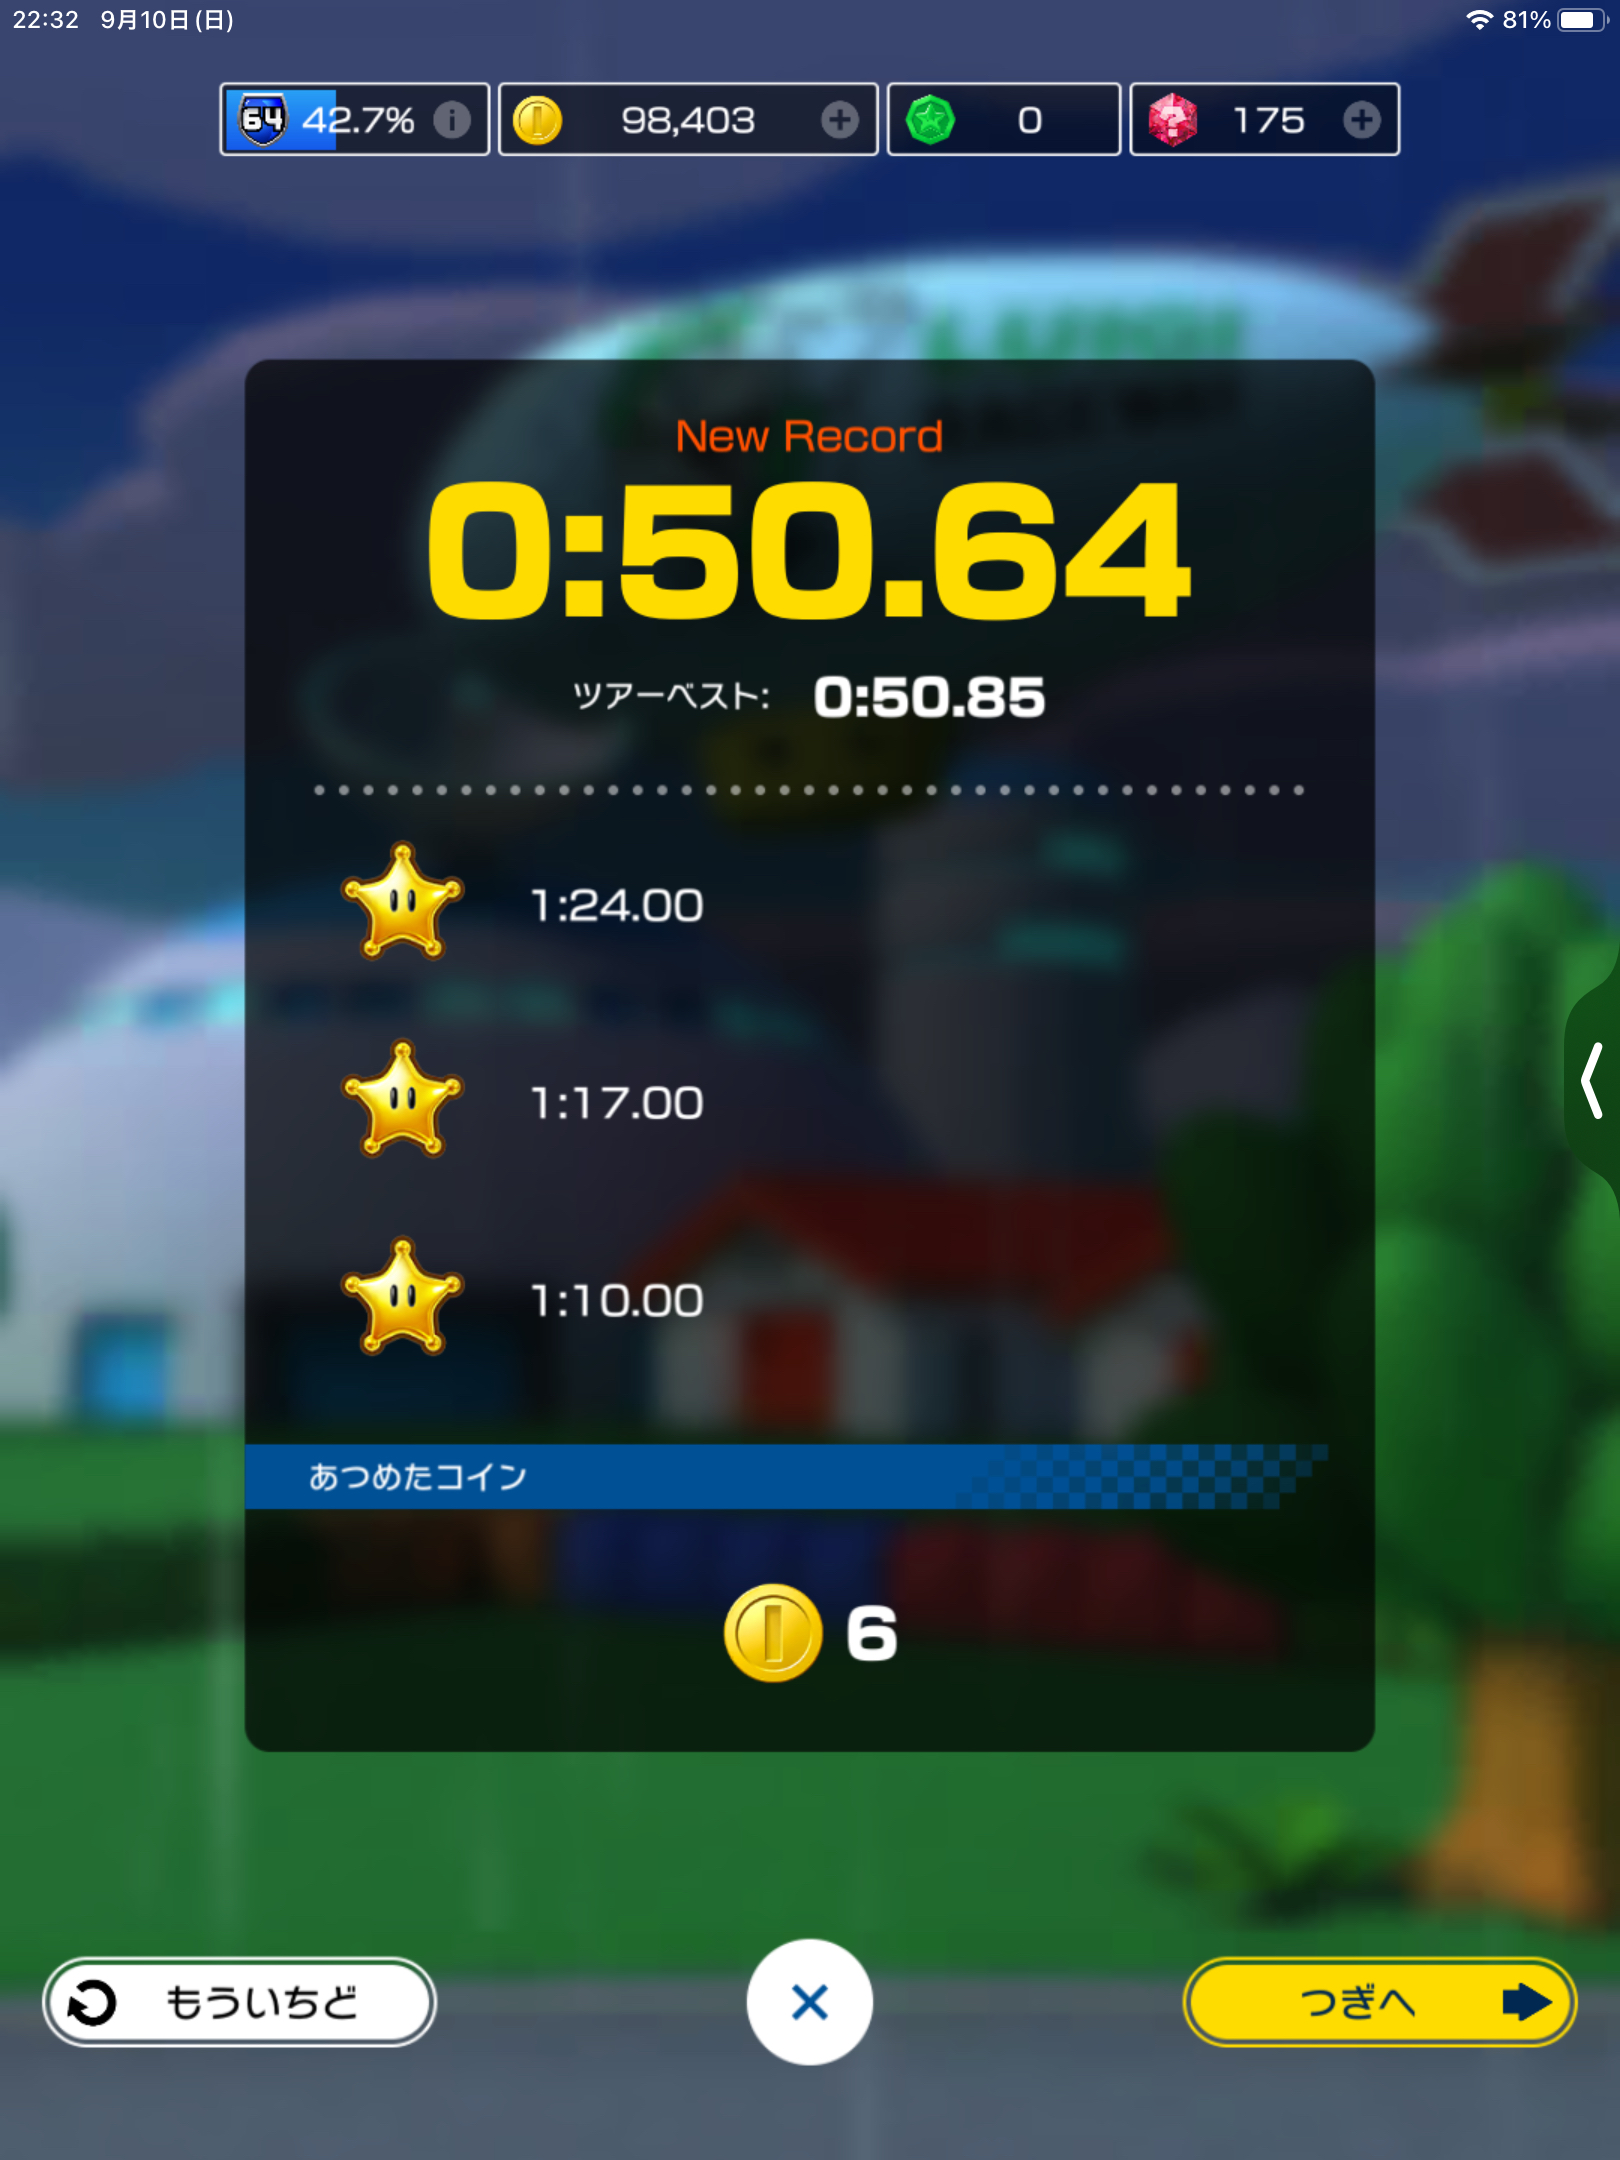 22:32 9月10日(日) 81%
64 42.7% i 98,403 + 0 ? 175 +
New Record
0:50.64
ツアーベスト: 0:50.85
1:24.00
1:17.00
1:10.00
あつめたコイン
6
もういちど × つぎへ